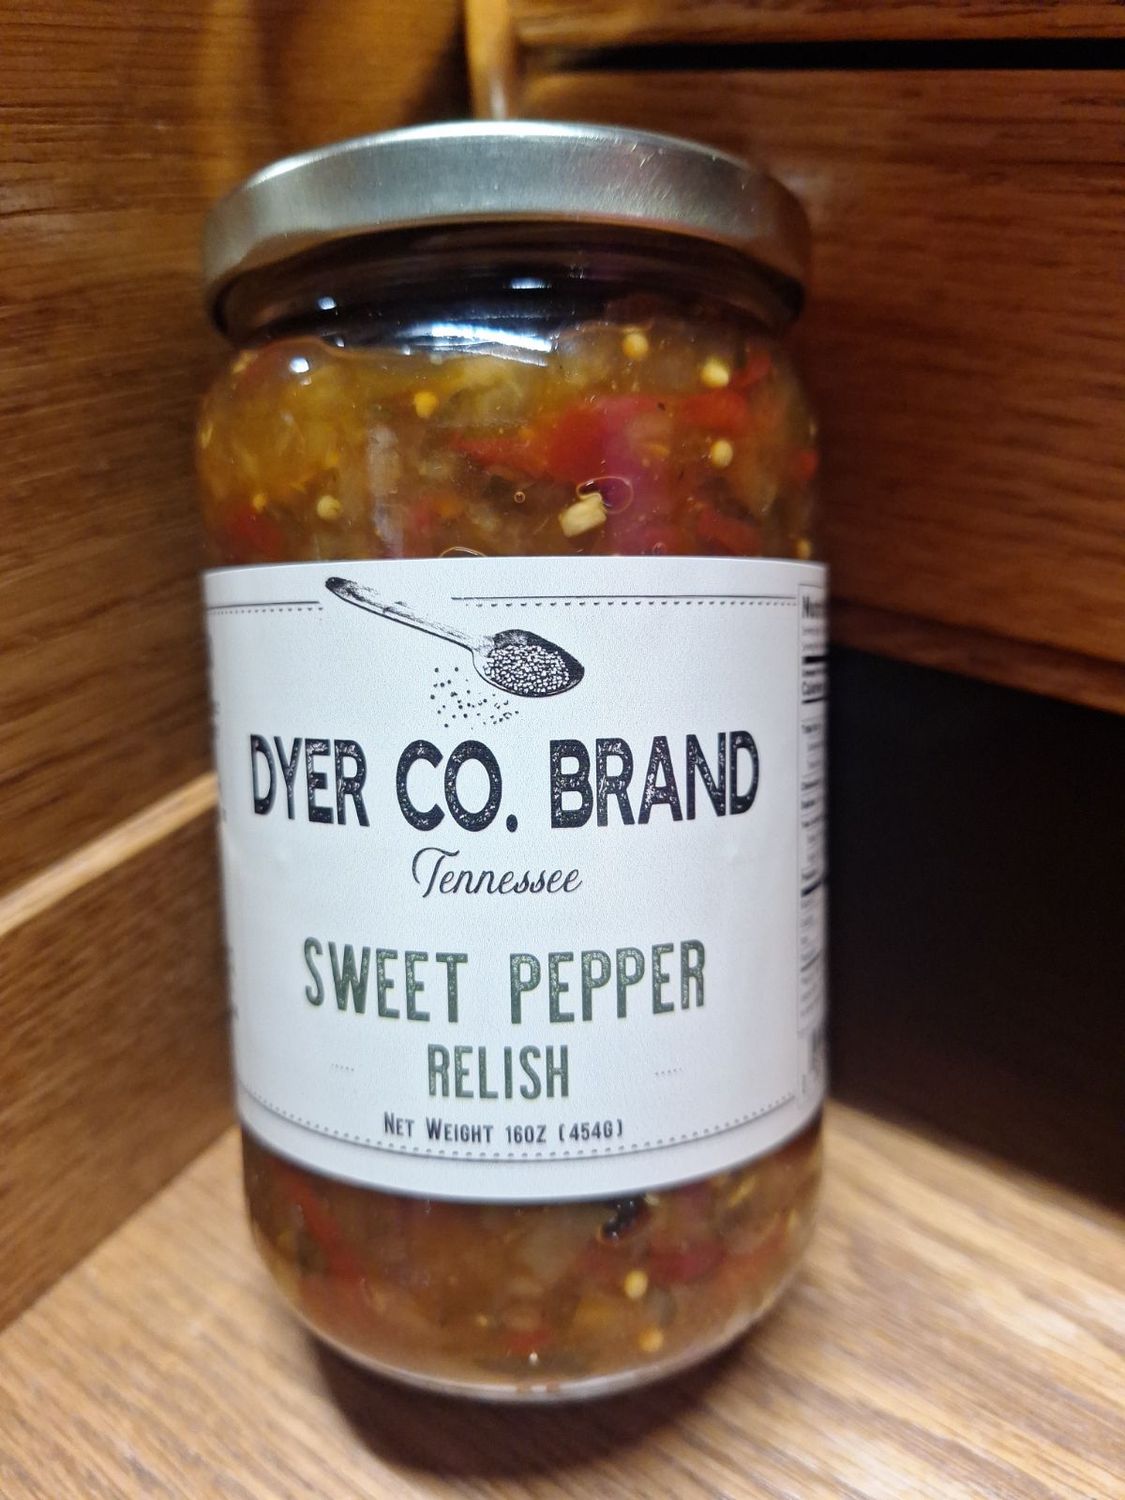 DYER CO. BRAND
Tennessee
SWEET PEPPER
RELISH
NET WEIGHT 16OZ (454G)